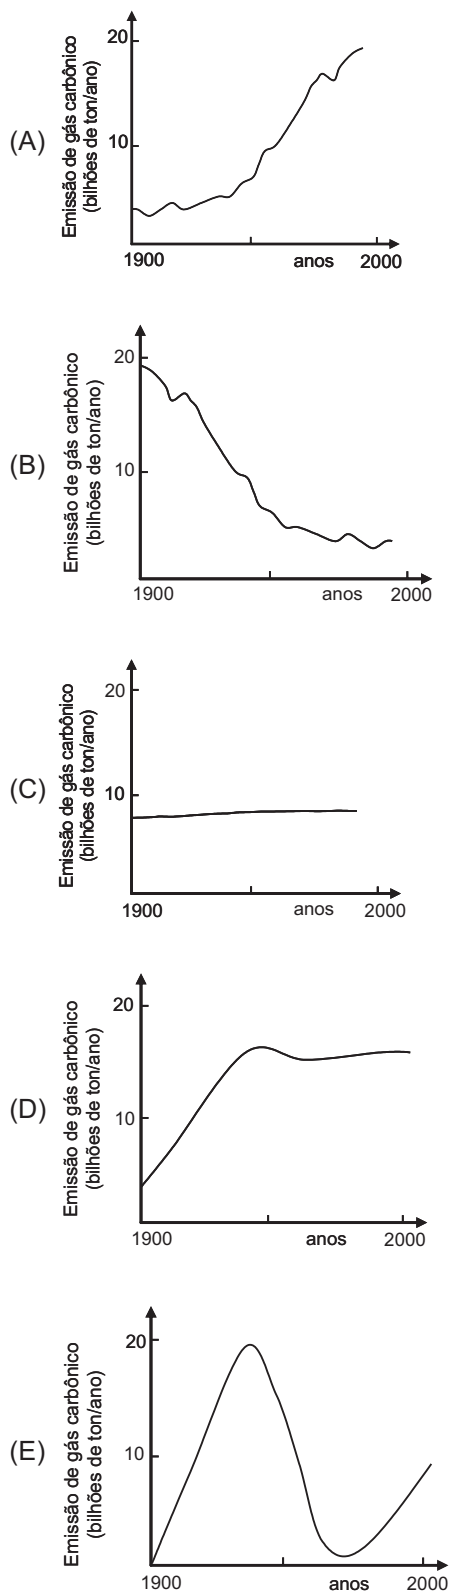 (A)
Emissão de gás carbônico
(bilhões de ton/ano)
20
10
1900 anos 2000
(B)
Emissão de gás carbônico
(bilhões de ton/ano)
20
10
1900 anos 2000
(C)
Emissão de gás carbônico
(bilhões de ton/ano)
20
10
1900 anos 2000
(D)
Emissão de gás carbônico
(bilhões de ton/ano)
20
10
1900 anos 2000
(E)
Emissão de gás carbônico
(bilhões de ton/ano)
20
10
1900 anos 2000